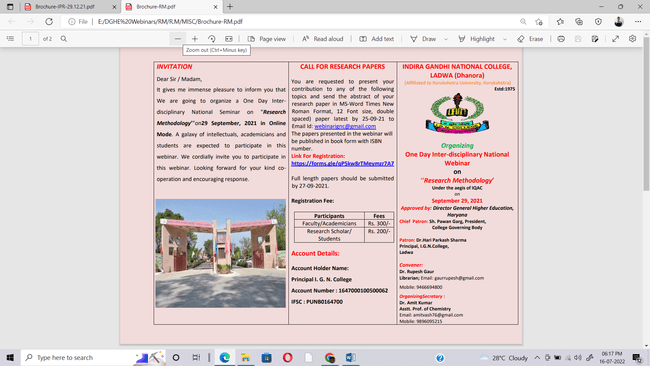 Brochure-IPR-29.12.21.pdf
Brochure-RM.pdf
File
E:/DGHE/Webinars/RM/R.M/MISC/Brochure-RM.pdf
1 of 2
Page view
Read aloud
Add text
Draw
Highlight
Erase
Zoom out (Ctrl+Minus key)
INVITATION
Dear Sir / Madam,
It gives me immense pleasure to inform you that
We are going to organize a One Day Inter-
disciplinary National Seminar on "Research
Methodology"on29 September, 2021 in Online
Mode. A galaxy of intellectuals, academicians and
students are expected to participate in this
webinar. We cordially invite you to participate in
this webinar. Looking forward for your kind co-
operation and encouraging response.
CALL FOR RESEARCH PAPERS
You are requested to present your
contribution to any of the following
topics and send the abstract of your
research paper in MS-Word Times New
Roman Format, 12 Font size, double
spaced) paper latest by 25-09-21 to
Email Id: webinarignc@gmail.com
The papers presented in the webinar will
be published in book form with ISBN
number.
Link For Registration:
https://forms.gle/qP5kwBrTMeymzr7A7
Full length papers should be submitted
by 27-09-2021.
Registration Fee:
Participants Fees
Faculty/Academicians Rs. 300/-
Research Scholar/ Rs. 200/-
Students
Account Details:
Account Holder Name:
Principal I. G. N. College
Account Number : 1647000100500062
IFSC : PUNB0164700
INDIRA GANDHI NATIONAL COLLEGE,
LADWA (Dhanora)
(Affiliated to Kurukshetra University, Kurukshetra)
Estd:1975
Organizing
One Day Inter-disciplinary National
Webinar
on
"Research Methodology'
Under the aegis of IQAC
on
September 29, 2021
Approved by: Director General Higher Education,
Haryana
Chief Patron: Sh. Pawan Garg, President,
College Governing Body
Patron: Dr.Hari Parkash Sharma
Principal, I.G.N.College,
Ladwa
Convener:
Dr. Rupesh Gaur
Librarian; Email: gaurrupesh@gmail.com
Mobile: 9466694800
OrganisingSecretary :
Dr. Amit Kumar
Asstt. Prof. of Chemistry
Email: amitvash76@gmail.com
Mobile: 9896095215
Type here to search
28°C Cloudy
06:17 PM
16-07-2022